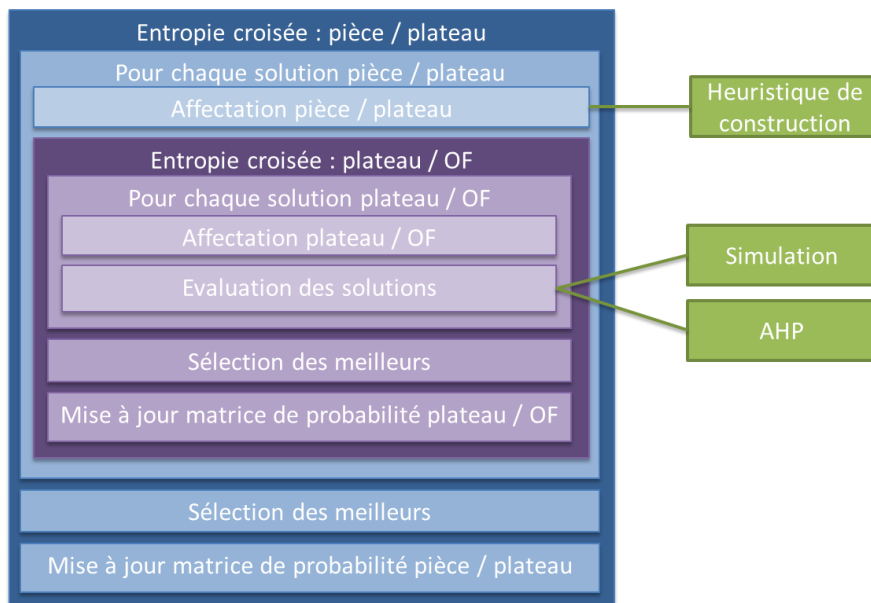 Entropie croisée : pièce / plateau
Pour chaque solution pièce / plateau
Affectation pièce / plateau
Heuristique de
construction
Entropie croisée : plateau / OF
Pour chaque solution plateau / OF
Affectation plateau / OF
Evaluation des solutions
Simulation
AHP
Sélection des meilleurs
Mise à jour matrice de probabilité plateau / OF
Sélection des meilleurs
Mise à jour matrice de probabilité pièce / plateau